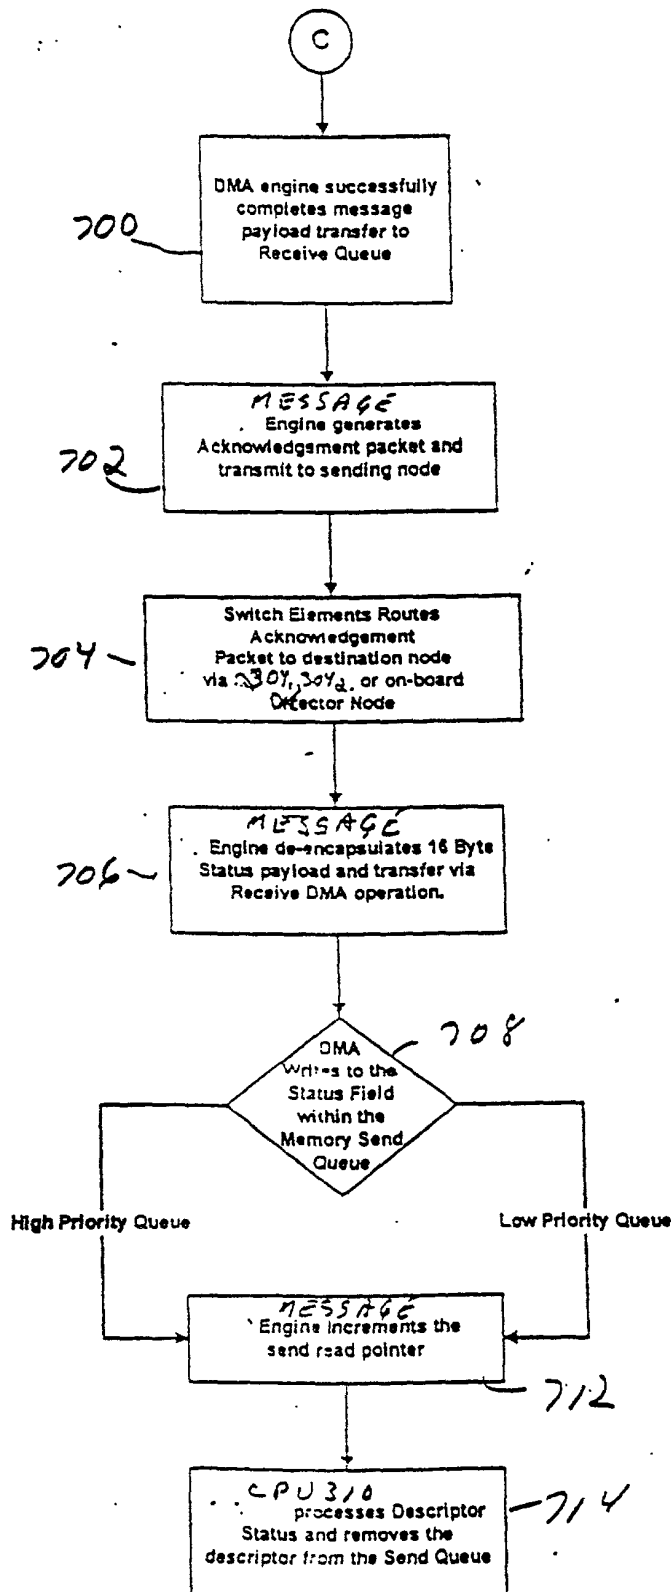 C
DMA engine successfully
completes message
payload transfer to
Receive Queue
700
MESSAGE
Engine generates
Acknowledgement packet and
transmit to sending node
702
Switch Elements Routes
Acknowledgement
Packet to destination node
via 304₁, 304₂ or on-board
Director Node
704
MESSAGE
Engine de-encapsulates 16 Byte
Status payload and transfer via
Receive DMA operation.
706
DMA
Writes to the
Status Field
within the
Memory Send
Queue
708
High Priority Queue
Low Priority Queue
MESSAGE
Engine increments the
send read pointer
712
CPU 310
processes Descriptor
Status and removes the
descriptor from the Send Queue
714